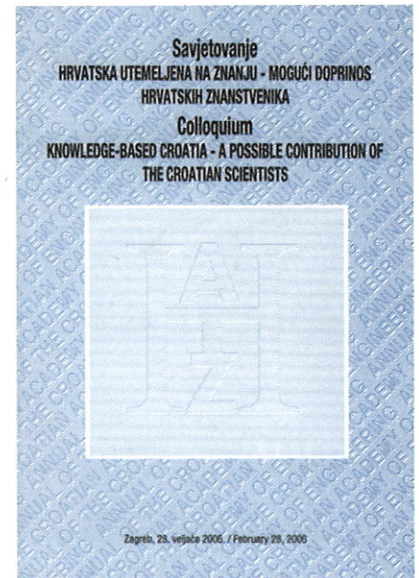 Savjetovanje
HRVATSKA UTEMELJENA NA ZNANJU - MOGUĆI DOPRINOS
HRVATSKIH ZNANSTVENIKA
Colloquium
KNOWLEDGE-BASED CROATIA - A POSSIBLE CONTRIBUTION OF
THE CROATIAN SCIENTISTS
Zagreb, 28. veljače 2006. / February 28, 2006